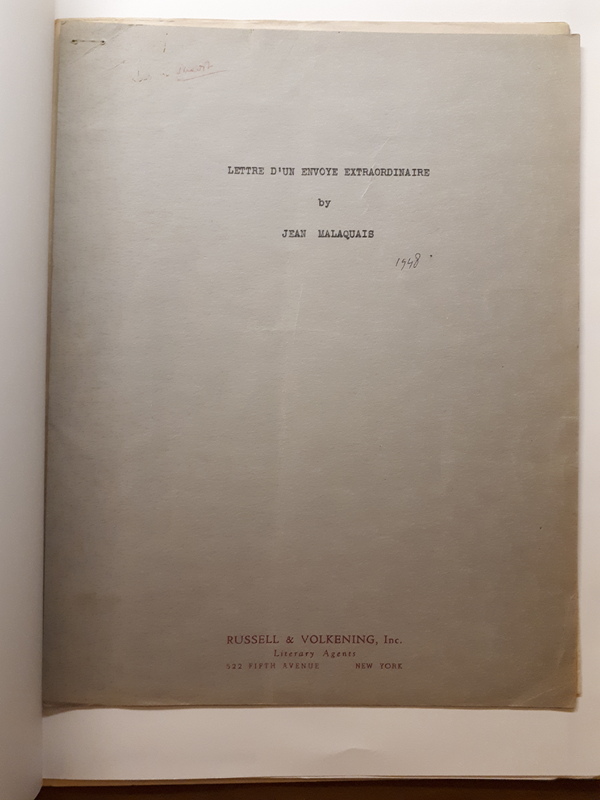 LETTRE D'UN ENVOYE EXTRAORDINAIRE
by
JEAN MALAQUAIS
1948
RUSSELL & VOLKENING, Inc.
Literary Agents
522 FIFTH AVENUE NEW YORK